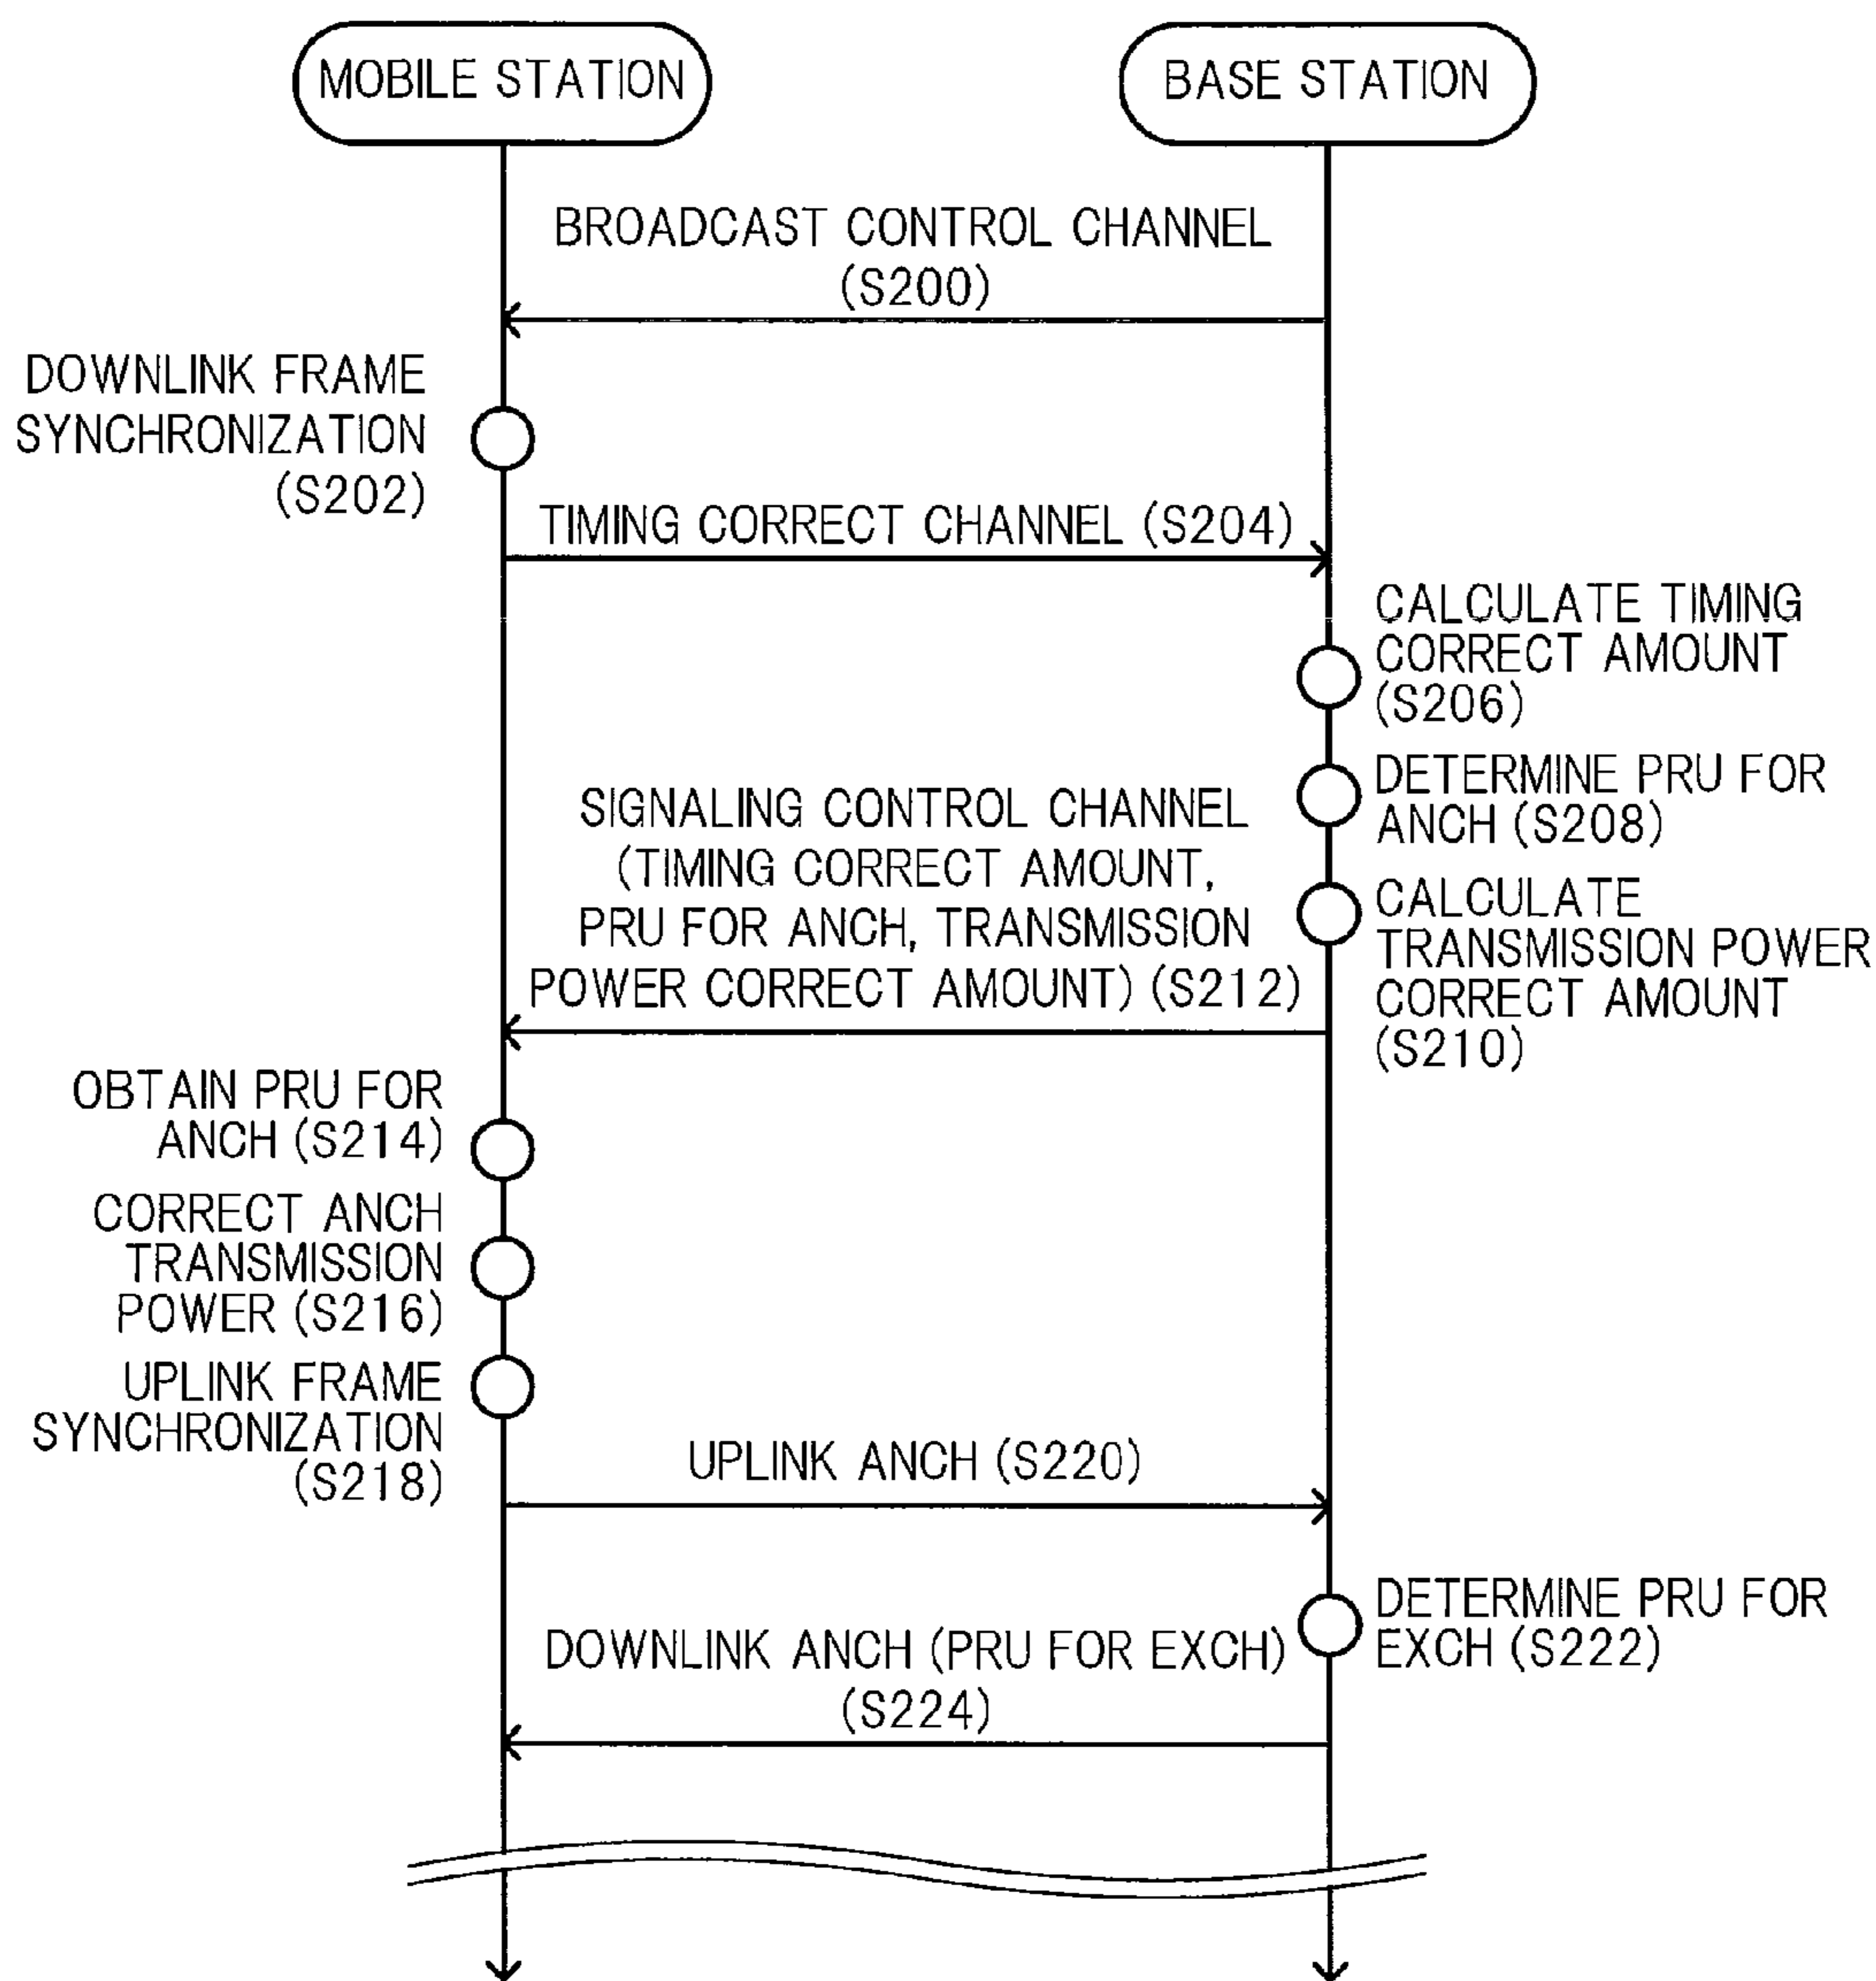 MOBILE STATION
BASE STATION
BROADCAST CONTROL CHANNEL
(S200)
DOWNLINK FRAME
SYNCHRONIZATION
(S202)
TIMING CORRECT CHANNEL (S204)
CALCULATE TIMING
CORRECT AMOUNT
(S206)
DETERMINE PRU FOR
ANCH (S208)
SIGNALING CONTROL CHANNEL
(TIMING CORRECT AMOUNT,
PRU FOR ANCH, TRANSMISSION
POWER CORRECT AMOUNT) (S212)
CALCULATE
TRANSMISSION POWER
CORRECT AMOUNT
(S210)
OBTAIN PRU FOR
ANCH (S214)
CORRECT ANCH
TRANSMISSION
POWER (S216)
UPLINK FRAME
SYNCHRONIZATION
(S218)
UPLINK ANCH (S220)
DETERMINE PRU FOR
EXCH (S222)
DOWNLINK ANCH (PRU FOR EXCH)
(S224)